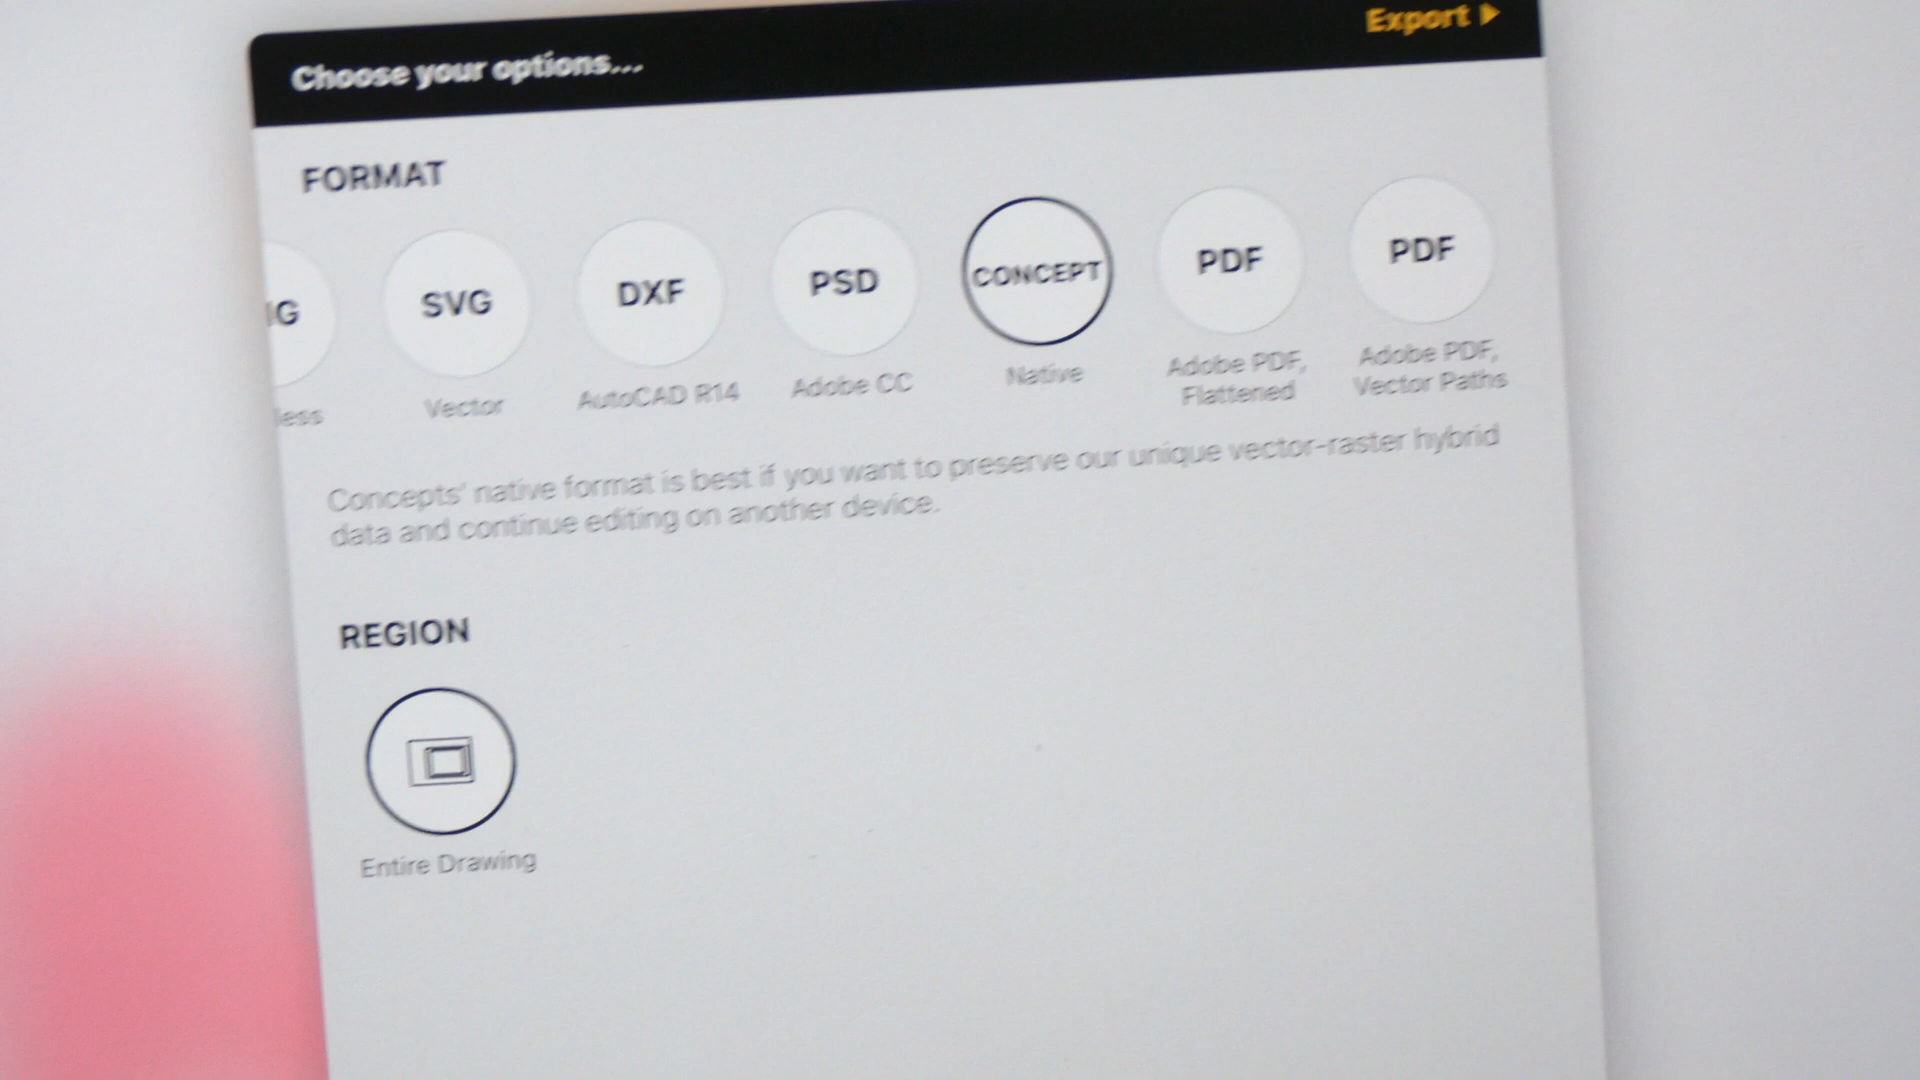 Choose your options...
Export
FORMAT
IG
SVG
DXF
PSD
CONCEPT
PDF
PDF
less
Vector
AutoCAD R14
Adobe CC
Native
Adobe PDF,
Flattened
Adobe PDF,
Vector Paths
Concepts' native format is best if you want to preserve our unique vector-raster hybrid
data and continue editing on another device.
REGION
Entire Drawing